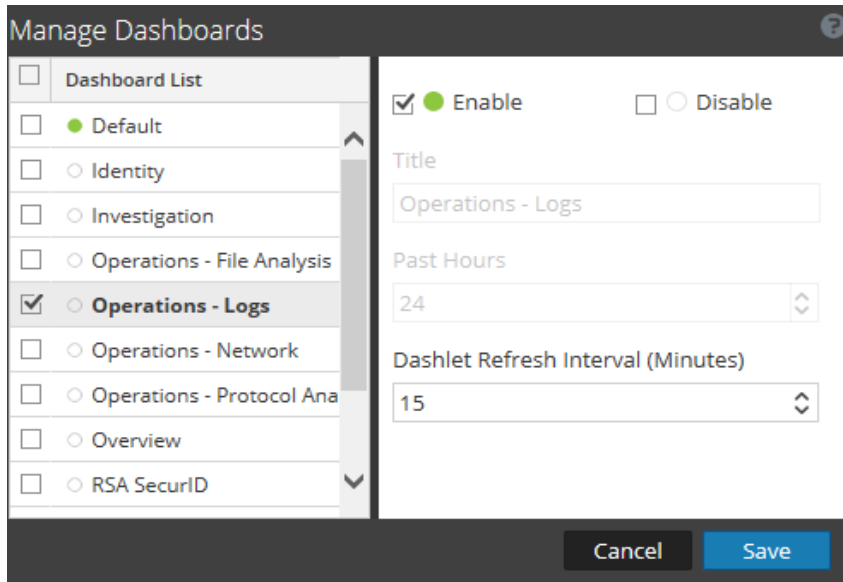 Manage Dashboards
?
Dashboard List
Default
Identity
Investigation
Operations - File Analysis
Operations - Logs
Operations - Network
Operations - Protocol Ana
Overview
RSA SecurID
Enable
Disable
Title
Operations - Logs
Past Hours
24
Dashlet Refresh Interval (Minutes)
15
Cancel
Save